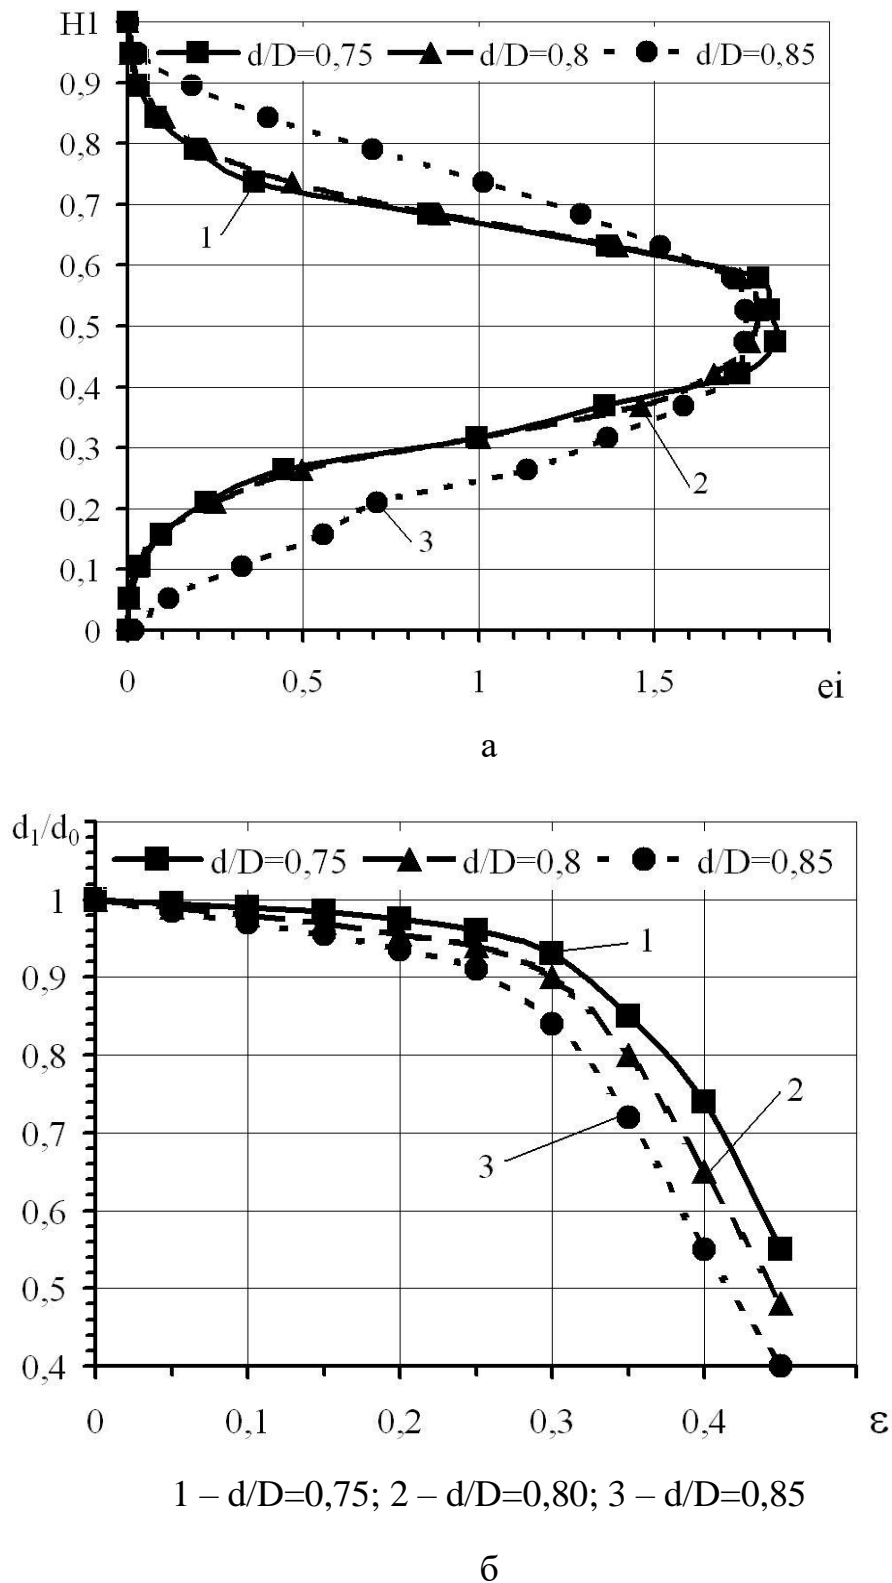 H1
d/D=0,75 d/D=0,8 d/D=0,85
0,9
0,8
0,7
1
0,6
0,5
0,4
0,3
2
0,2
3
0,1
0
0 0,5 1 1,5 ei
а
d₁/d₀
d/D=0,75 d/D=0,8 d/D=0,85
1
1
0,9
0,8
2
0,7
3
0,6
0,5
0,4
0 0,1 0,2 0,3 0,4 ε
1 – d/D=0,75; 2 – d/D=0,80; 3 – d/D=0,85
б